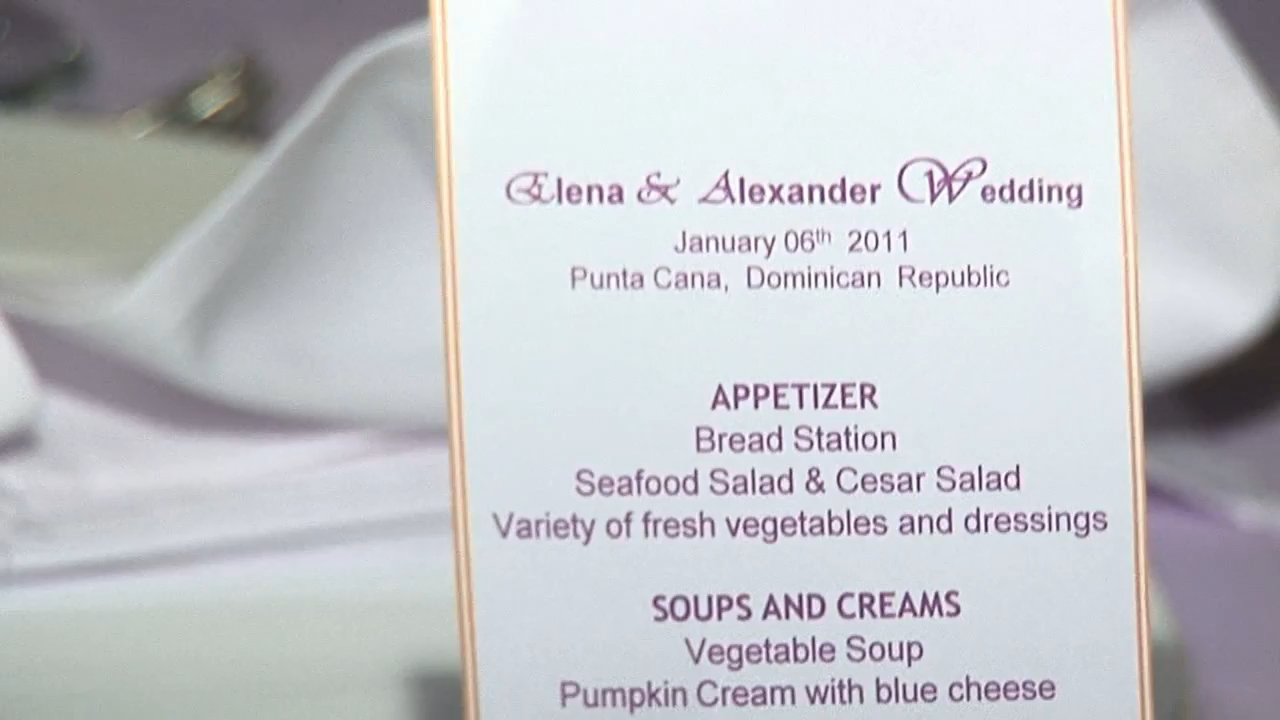 Elena & Alexander Wedding
January 06th 2011
Punta Cana, Dominican Republic
APPETIZER
Bread Station
Seafood Salad & Cesar Salad
Variety of fresh vegetables and dressings
SOUPS AND CREAMS
Vegetable Soup
Pumpkin Cream with blue cheese